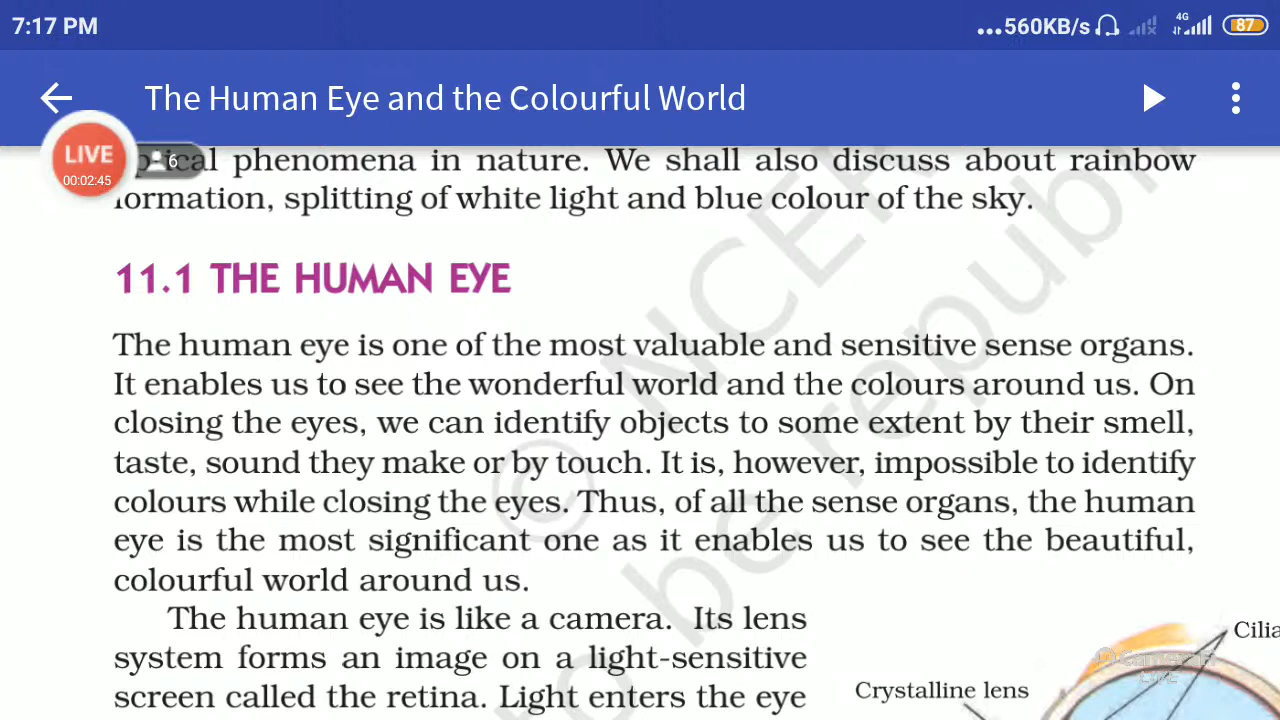 7:17 PM
...560KB/s 4G 87
The Human Eye and the Colourful World
LIVE
00:02:45
6
phenomena in nature. We shall also discuss about rainbow
formation, splitting of white light and blue colour of the sky.
11.1 THE HUMAN EYE
The human eye is one of the most valuable and sensitive sense organs.
It enables us to see the wonderful world and the colours around us. On
closing the eyes, we can identify objects to some extent by their smell,
taste, sound they make or by touch. It is, however, impossible to identify
colours while closing the eyes. Thus, of all the sense organs, the human
eye is the most significant one as it enables us to see the beautiful,
colourful world around us.
The human eye is like a camera. Its lens
system forms an image on a light-sensitive
screen called the retina. Light enters the eye
Cilia
Crystalline lens
© NCER
to be republi